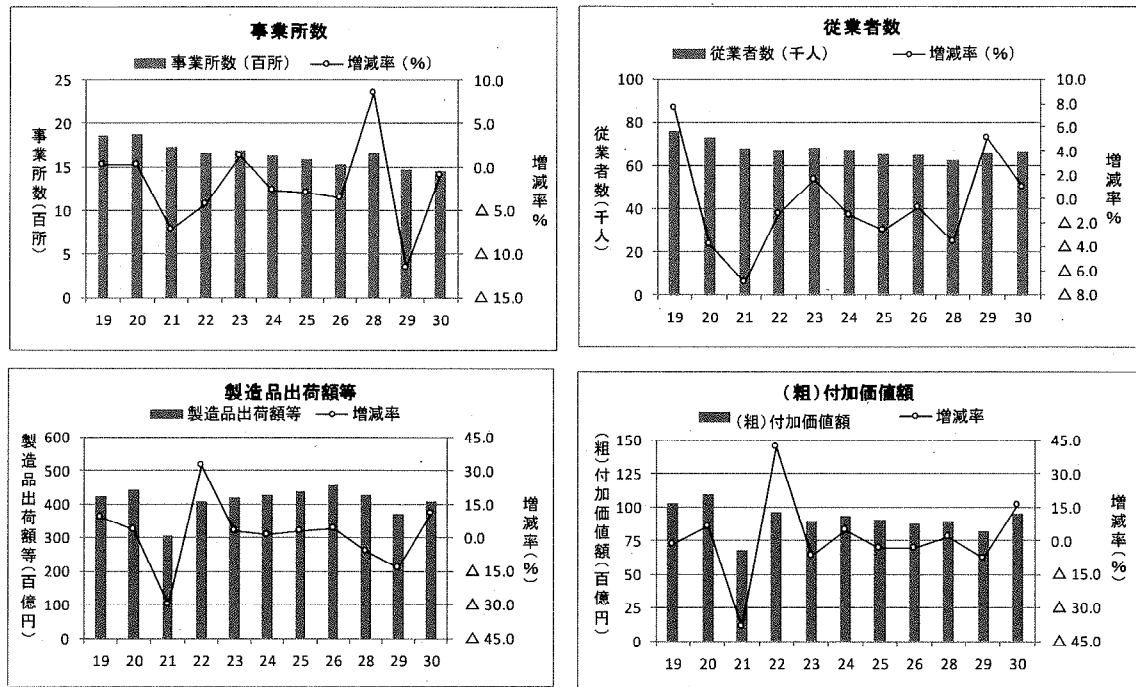 事業所数
事業所数（百所） 増減率（%）
事業所数（百所）
25
20
15
10
5
0
10.0
5.0
0.0
△ 5.0
△ 10.0
△ 15.0
増減率%
19 20 21 22 23 24 25 26 28 29 30
従業者数
従業者数（千人） 増減率（%）
従業者数（千人）
100
80
60
40
20
0
10.0
8.0
6.0
4.0
2.0
0.0
△ 2.0
△ 4.0
△ 6.0
△ 8.0
増減率%
19 20 21 22 23 24 25 26 28 29 30
製造品出荷額等
製造品出荷額等 増減率
製造品出荷額等（百億円）
600
500
400
300
200
100
0
45.0
30.0
15.0
0.0
△ 15.0
△ 30.0
△ 45.0
増減率（%）
19 20 21 22 23 24 25 26 28 29 30
（粗）付加価値額
（粗）付加価値額 増減率
（粗）付加価値額（百億円）
150
125
100
75
50
25
0
45.0
30.0
15.0
0.0
△ 15.0
△ 30.0
△ 45.0
増減率（%）
19 20 21 22 23 24 25 26 28 29 30